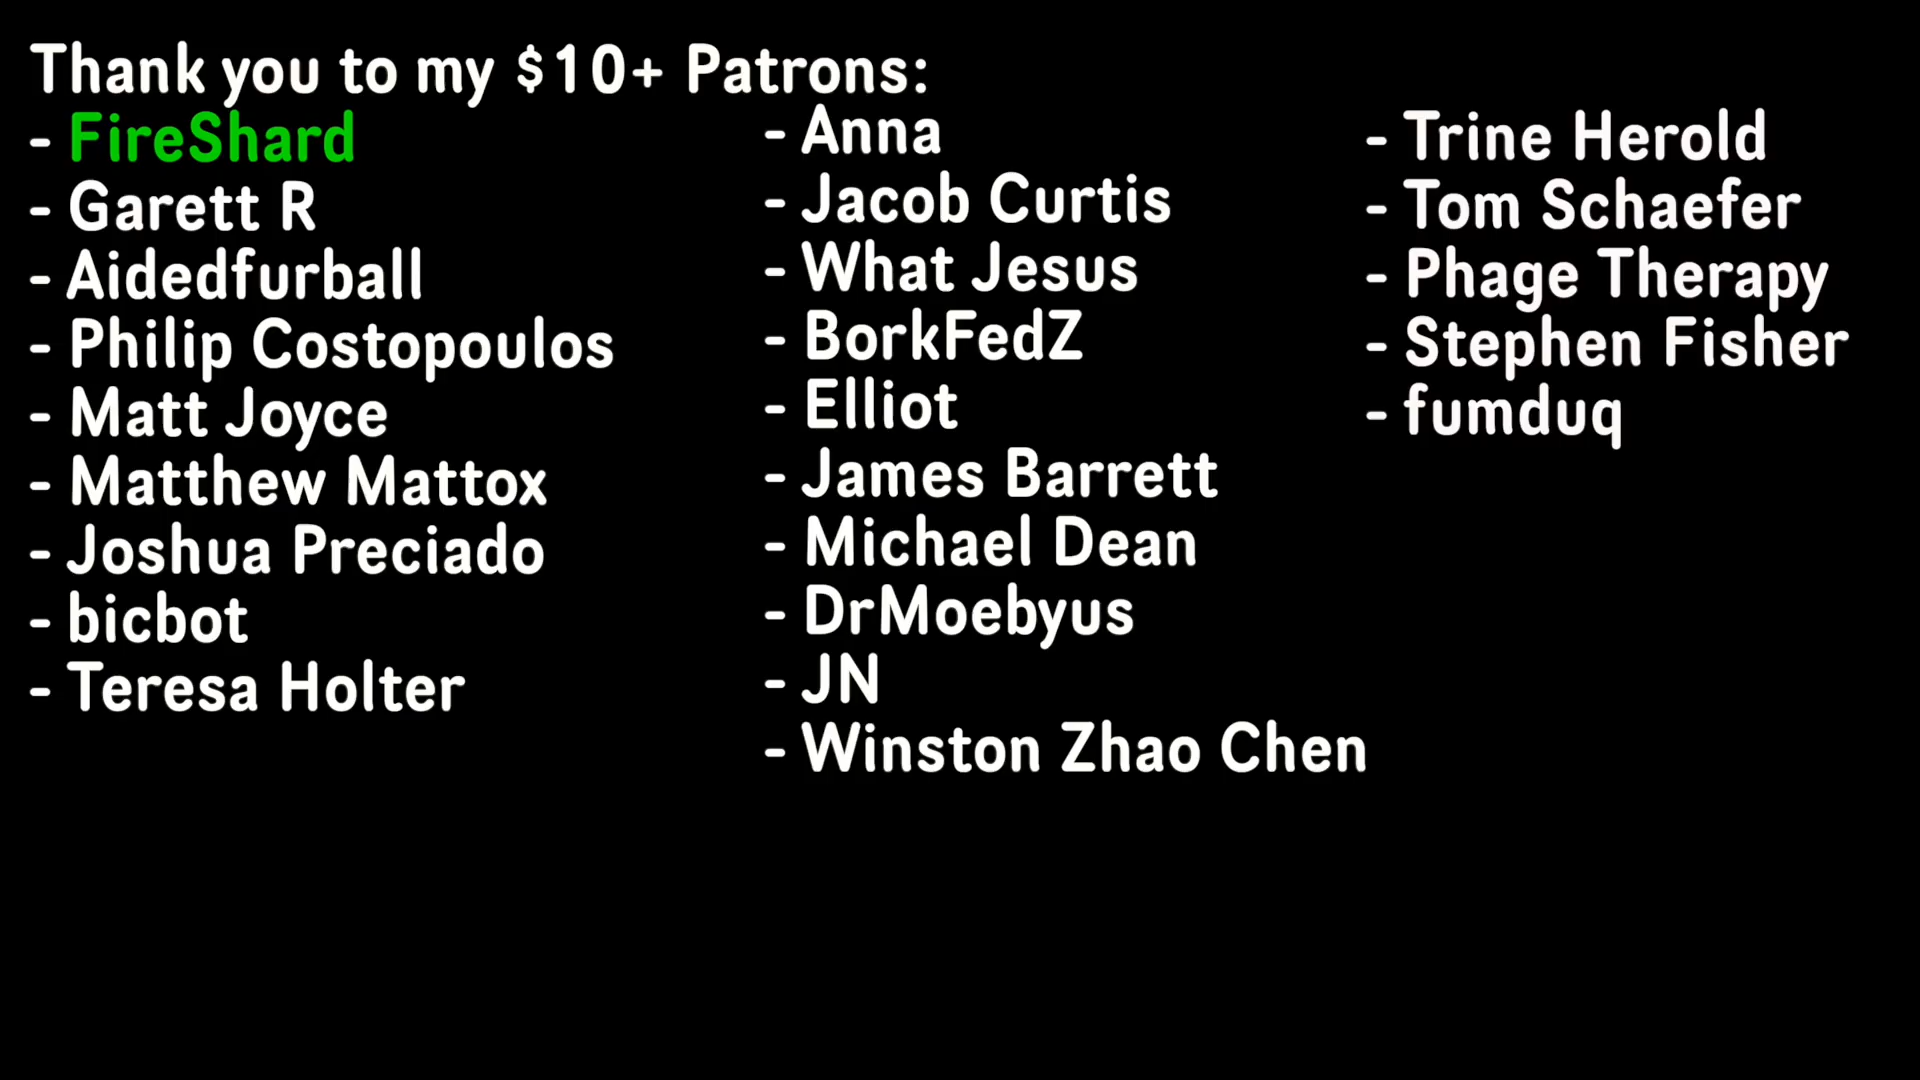 Thank you to my $10+ Patrons:
- FireShard
- Garett R
- Aidedfurball
- Philip Costopoulos
- Matt Joyce
- Matthew Mattox
- Joshua Preciado
- bicbot
- Teresa Holter
- Anna
- Jacob Curtis
- What Jesus
- BorkFedZ
- Elliot
- James Barrett
- Michael Dean
- DrMoebyus
- JN
- Winston Zhao Chen
- Trine Herold
- Tom Schaefer
- Phage Therapy
- Stephen Fisher
- fumduq